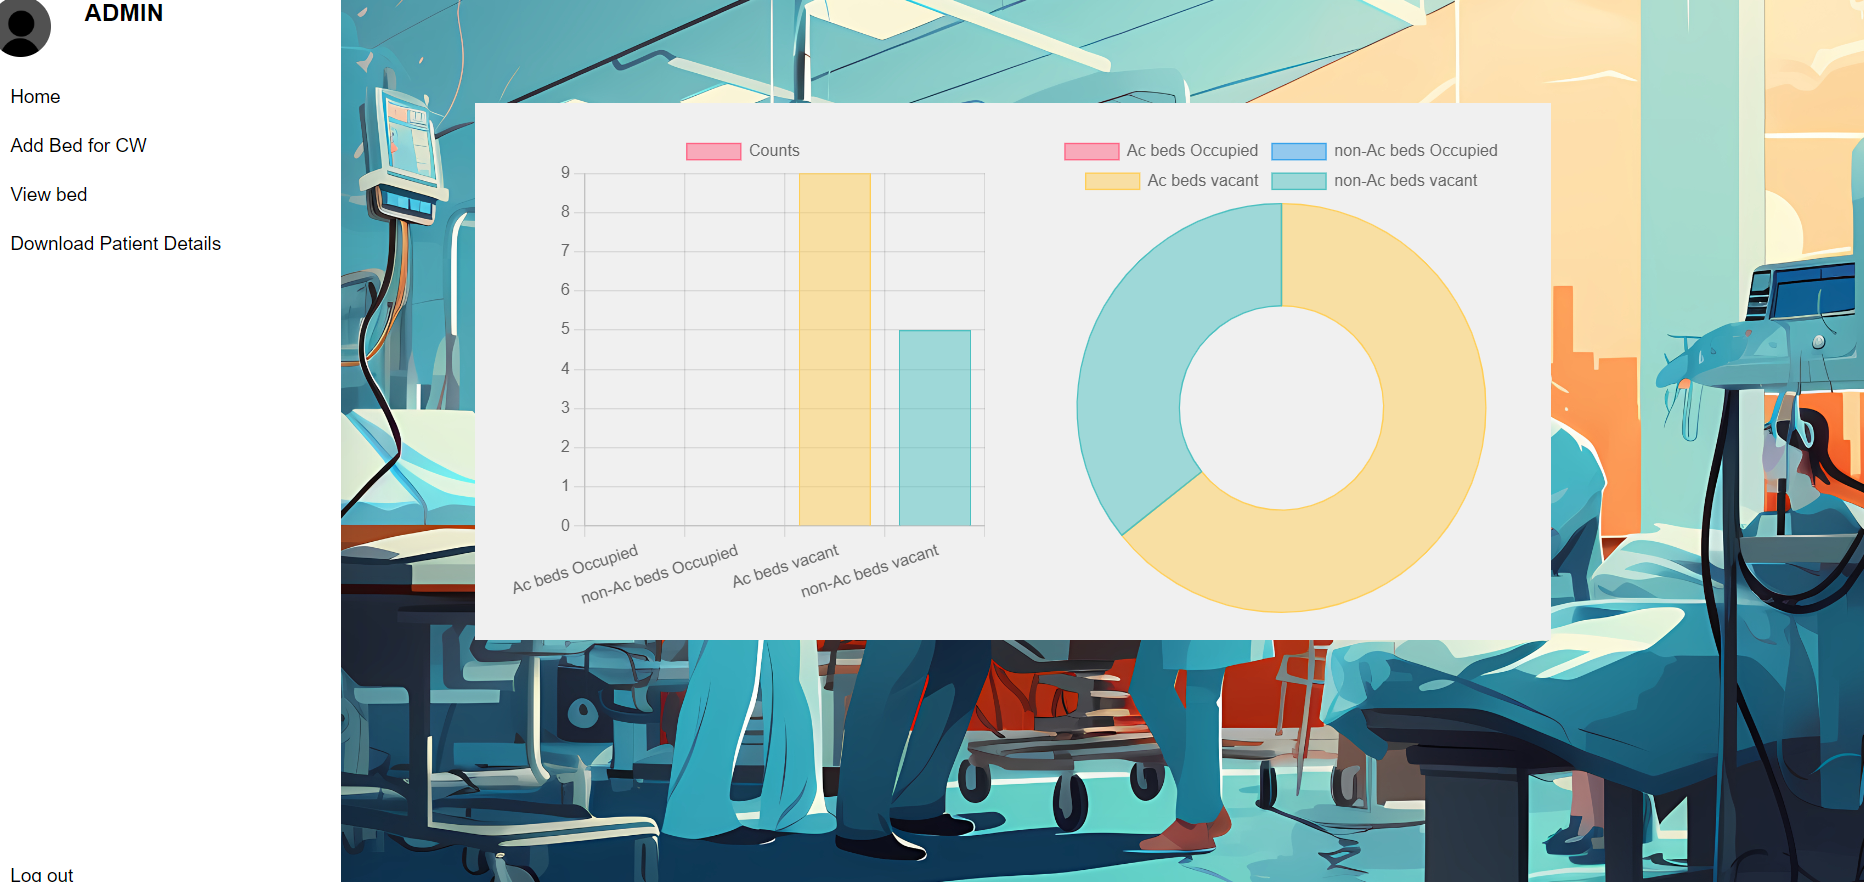 ADMIN
Home
Add Bed for CW
View bed
Download Patient Details
Log out
Counts
9
8
7
6
5
4
3
2
1
0
Ac beds Occupied
non-Ac beds Occupied
Ac beds vacant
non-Ac beds vacant
Ac beds Occupied non-Ac beds Occupied
Ac beds vacant non-Ac beds vacant